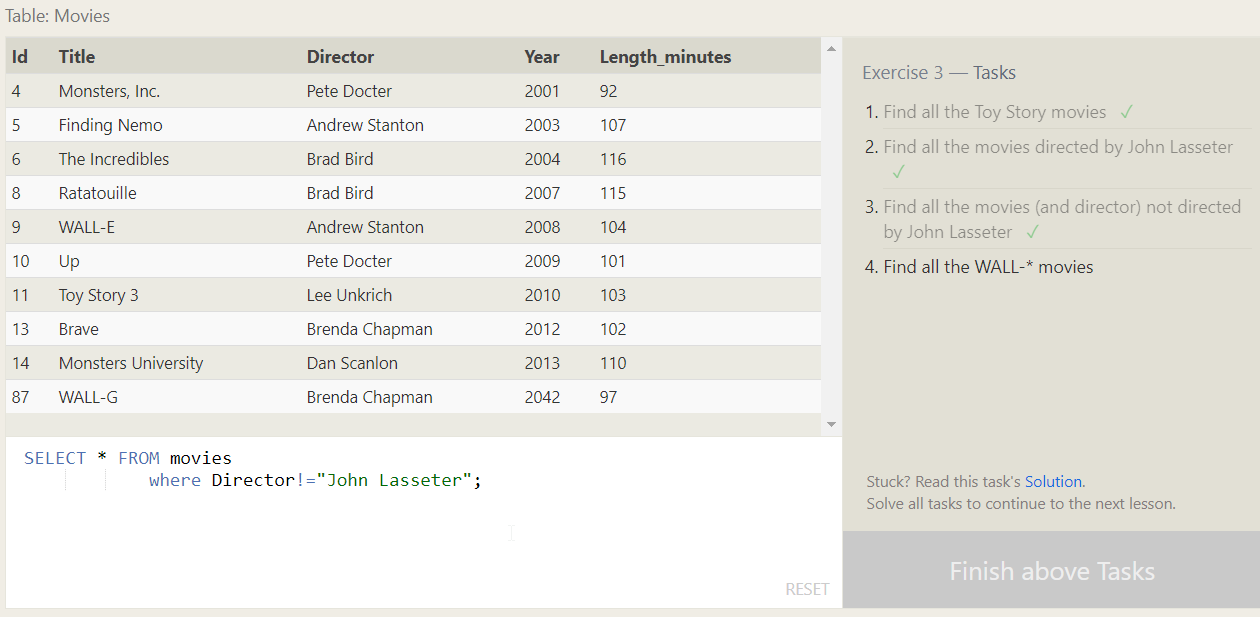 Table: Movies
Id Title Director Year Length_minutes
4 Monsters, Inc. Pete Docter 2001 92
5 Finding Nemo Andrew Stanton 2003 107
6 The Incredibles Brad Bird 2004 116
8 Ratatouille Brad Bird 2007 115
9 WALL-E Andrew Stanton 2008 104
10 Up Pete Docter 2009 101
11 Toy Story 3 Lee Unkrich 2010 103
13 Brave Brenda Chapman 2012 102
14 Monsters University Dan Scanlon 2013 110
87 WALL-G Brenda Chapman 2042 97
SELECT * FROM movies
where Director!="John Lasseter";
RESET
Exercise 3 — Tasks
1. Find all the Toy Story movies ✓
2. Find all the movies directed by John Lasseter
✓
3. Find all the movies (and director) not directed
by John Lasseter ✓
4. Find all the WALL-* movies
Stuck? Read this task's Solution.
Solve all tasks to continue to the next lesson.
Finish above Tasks